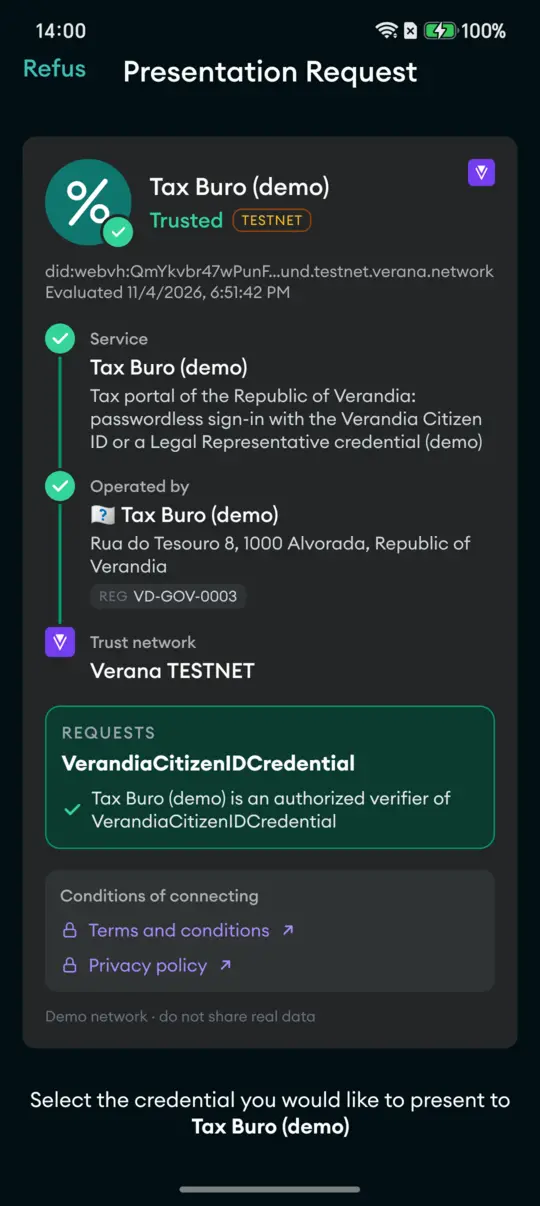 14:00
100%
Refus
Presentation Request
Tax Buro (demo)
Trusted
TESTNET
did:webvh:QmYkvbr47wPunF...und.testnet.verana.network
Evaluated 11/4/2026, 6:51:42 PM
Service
Tax Buro (demo)
Tax portal of the Republic of Verandia:
passwordless sign-in with the Verandia Citizen
ID or a Legal Representative credential (demo)
Operated by
Tax Buro (demo)
Rua do Tesouro 8, 1000 Alvorada, Republic of
Verandia
REG VD-GOV-0003
Trust network
Verana TESTNET
REQUESTS
VerandiaCitizenIDCredential
Tax Buro (demo) is an authorized verifier of
VerandiaCitizenIDCredential
Conditions of connecting
Terms and conditions
Privacy policy
Demo network · do not share real data
Select the credential you would like to present to
Tax Buro (demo)